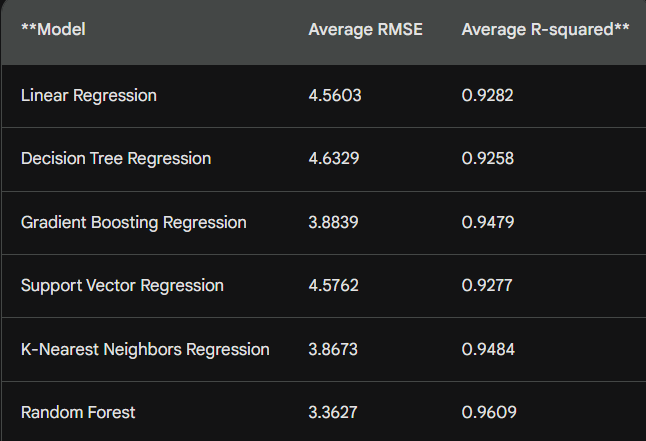 **Model Average RMSE Average R-squared**
Linear Regression 4.5603 0.9282
Decision Tree Regression 4.6329 0.9258
Gradient Boosting Regression 3.8839 0.9479
Support Vector Regression 4.5762 0.9277
K-Nearest Neighbors Regression 3.8673 0.9484
Random Forest 3.3627 0.9609